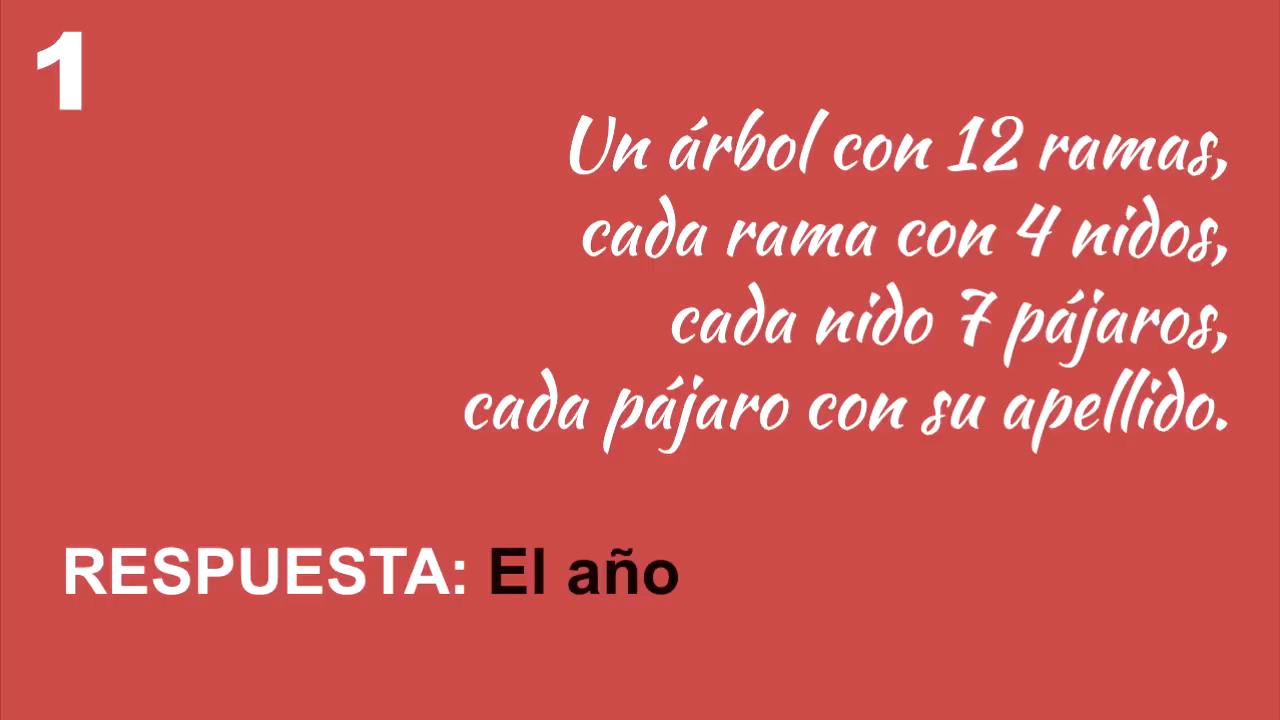 1
Un árbol con 12 ramas,
cada rama con 4 nidos,
cada nido 7 pájaros,
cada pájaro con su apellido.
RESPUESTA: El año